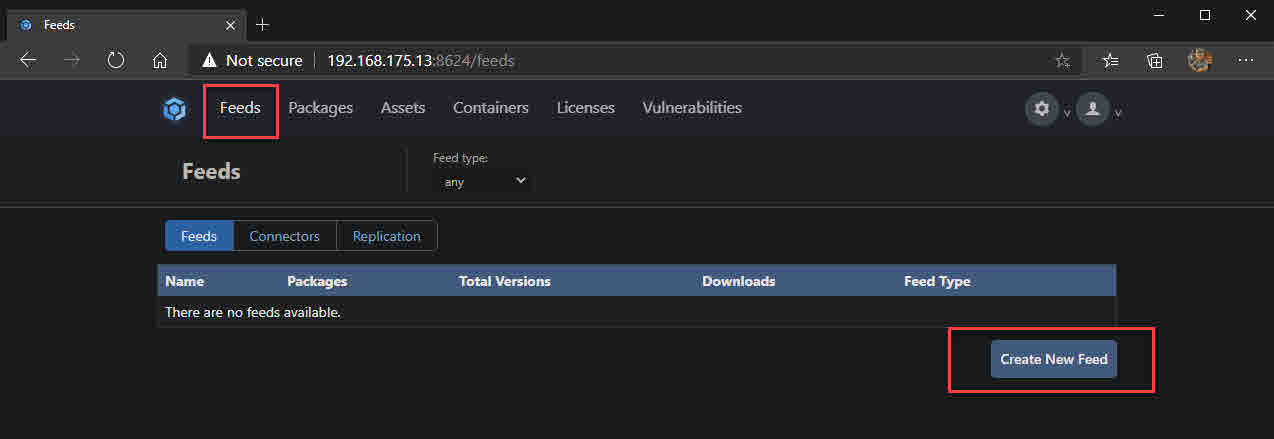 Feeds
Not secure 192.168.175.13:8624/feeds
Feeds Packages Assets Containers Licenses Vulnerabilities
Feeds
Feed type:
any
Feeds Connectors Replication
Name Packages Total Versions Downloads Feed Type
There are no feeds available.
Create New Feed